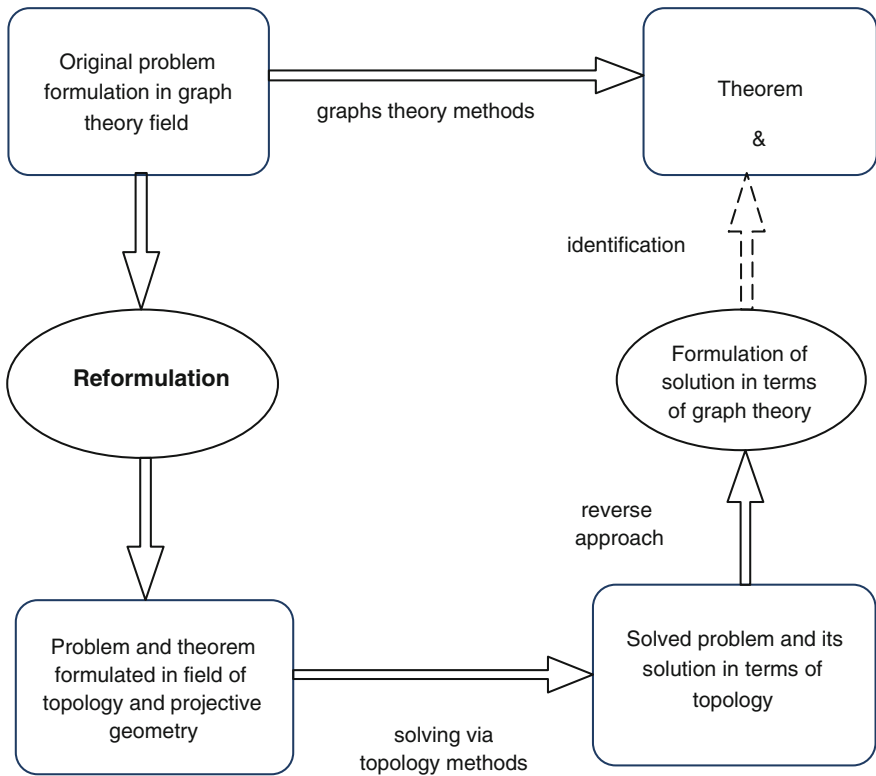 Original problem
formulation in graph
theory field
graphs theory methods
Theorem
&
identification
Reformulation
Formulation of
solution in terms
of graph theory
reverse
approach
Problem and theorem
formulated in field of
topology and projective
geometry
solving via
topology methods
Solved problem and its
solution in terms of
topology